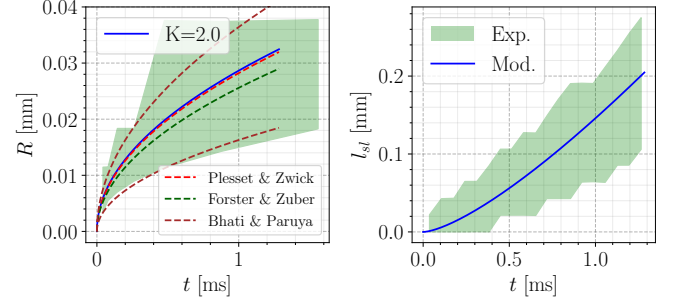 0.04
0.03
0.02
0.01
0.00
R [mm]
K=2.0
Plesset & Zwick
Forster & Zuber
Bhati & Paruya
0
1
t [ms]
0.2
0.1
0.0
l_{sl} [mm]
Exp.
Mod.
0.0
0.5
1.0
t [ms]